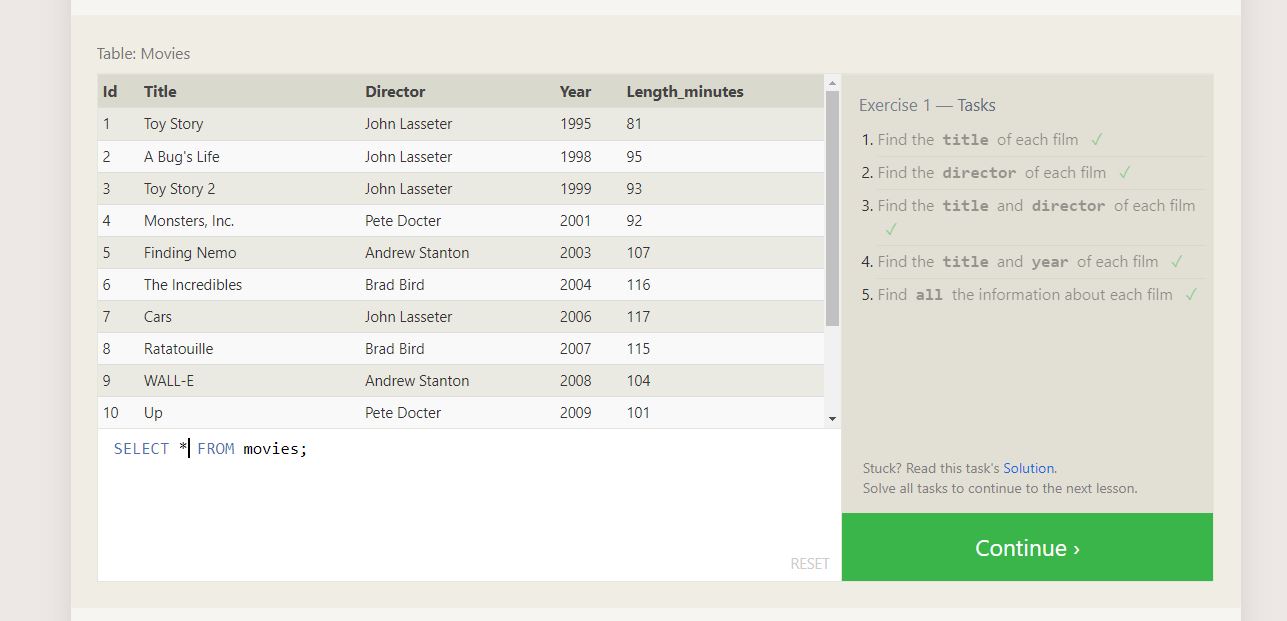 Table: Movies
Id Title Director Year Length_minutes
1 Toy Story John Lasseter 1995 81
2 A Bug's Life John Lasseter 1998 95
3 Toy Story 2 John Lasseter 1999 93
4 Monsters, Inc. Pete Docter 2001 92
5 Finding Nemo Andrew Stanton 2003 107
6 The Incredibles Brad Bird 2004 116
7 Cars John Lasseter 2006 117
8 Ratatouille Brad Bird 2007 115
9 WALL-E Andrew Stanton 2008 104
10 Up Pete Docter 2009 101
SELECT * FROM movies;
RESET
Exercise 1 — Tasks
1. Find the title of each film ✓
2. Find the director of each film ✓
3. Find the title and director of each film
✓
4. Find the title and year of each film ✓
5. Find all the information about each film ✓
Stuck? Read this task's Solution.
Solve all tasks to continue to the next lesson.
Continue ›